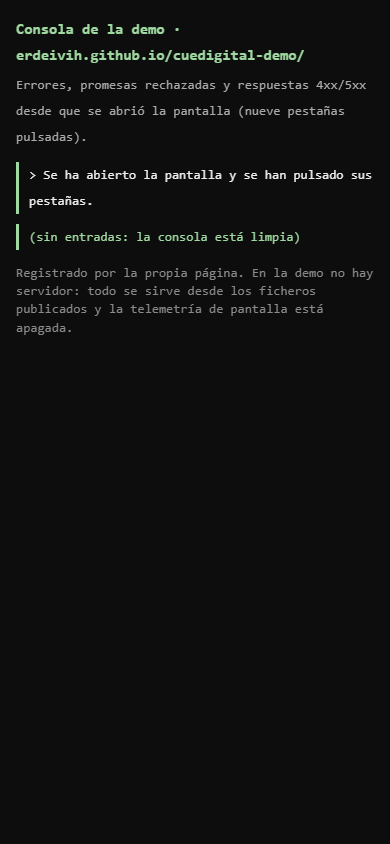 Consola de la demo ·
erdeivih.github.io/cuedigital-demo/
Errores, promesas rechazadas y respuestas 4xx/5xx
desde que se abrió la pantalla (nueve pestañas
pulsadas).
> Se ha abierto la pantalla y se han pulsado sus
pestañas.
(sin entradas: la consola está limpia)
Registrado por la propia página. En la demo no hay
servidor: todo se sirve desde los ficheros
publicados y la telemetría de pantalla está
apagada.